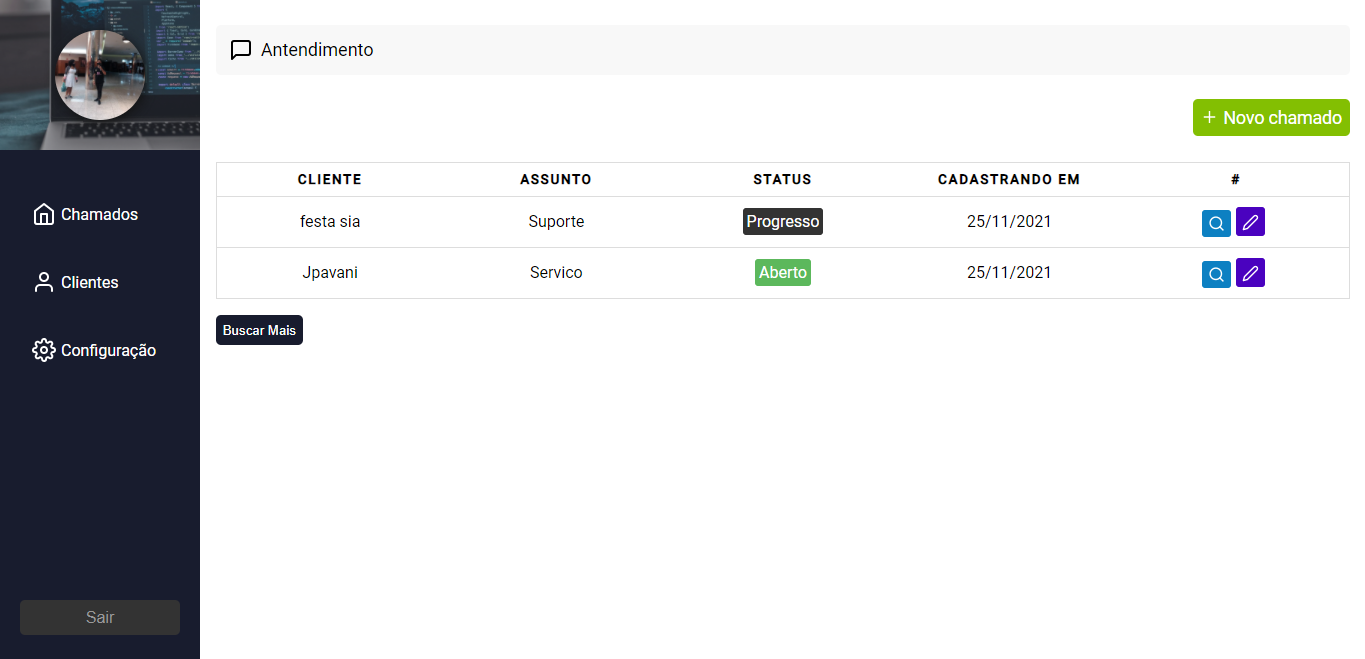 Antendimento
+ Novo chamado
Chamados
Clientes
Configuração
Sair
CLIENTE ASSUNTO STATUS CADASTRANDO EM #
festa sia Suporte Progresso 25/11/2021
Jpavani Servico Aberto 25/11/2021
Buscar Mais